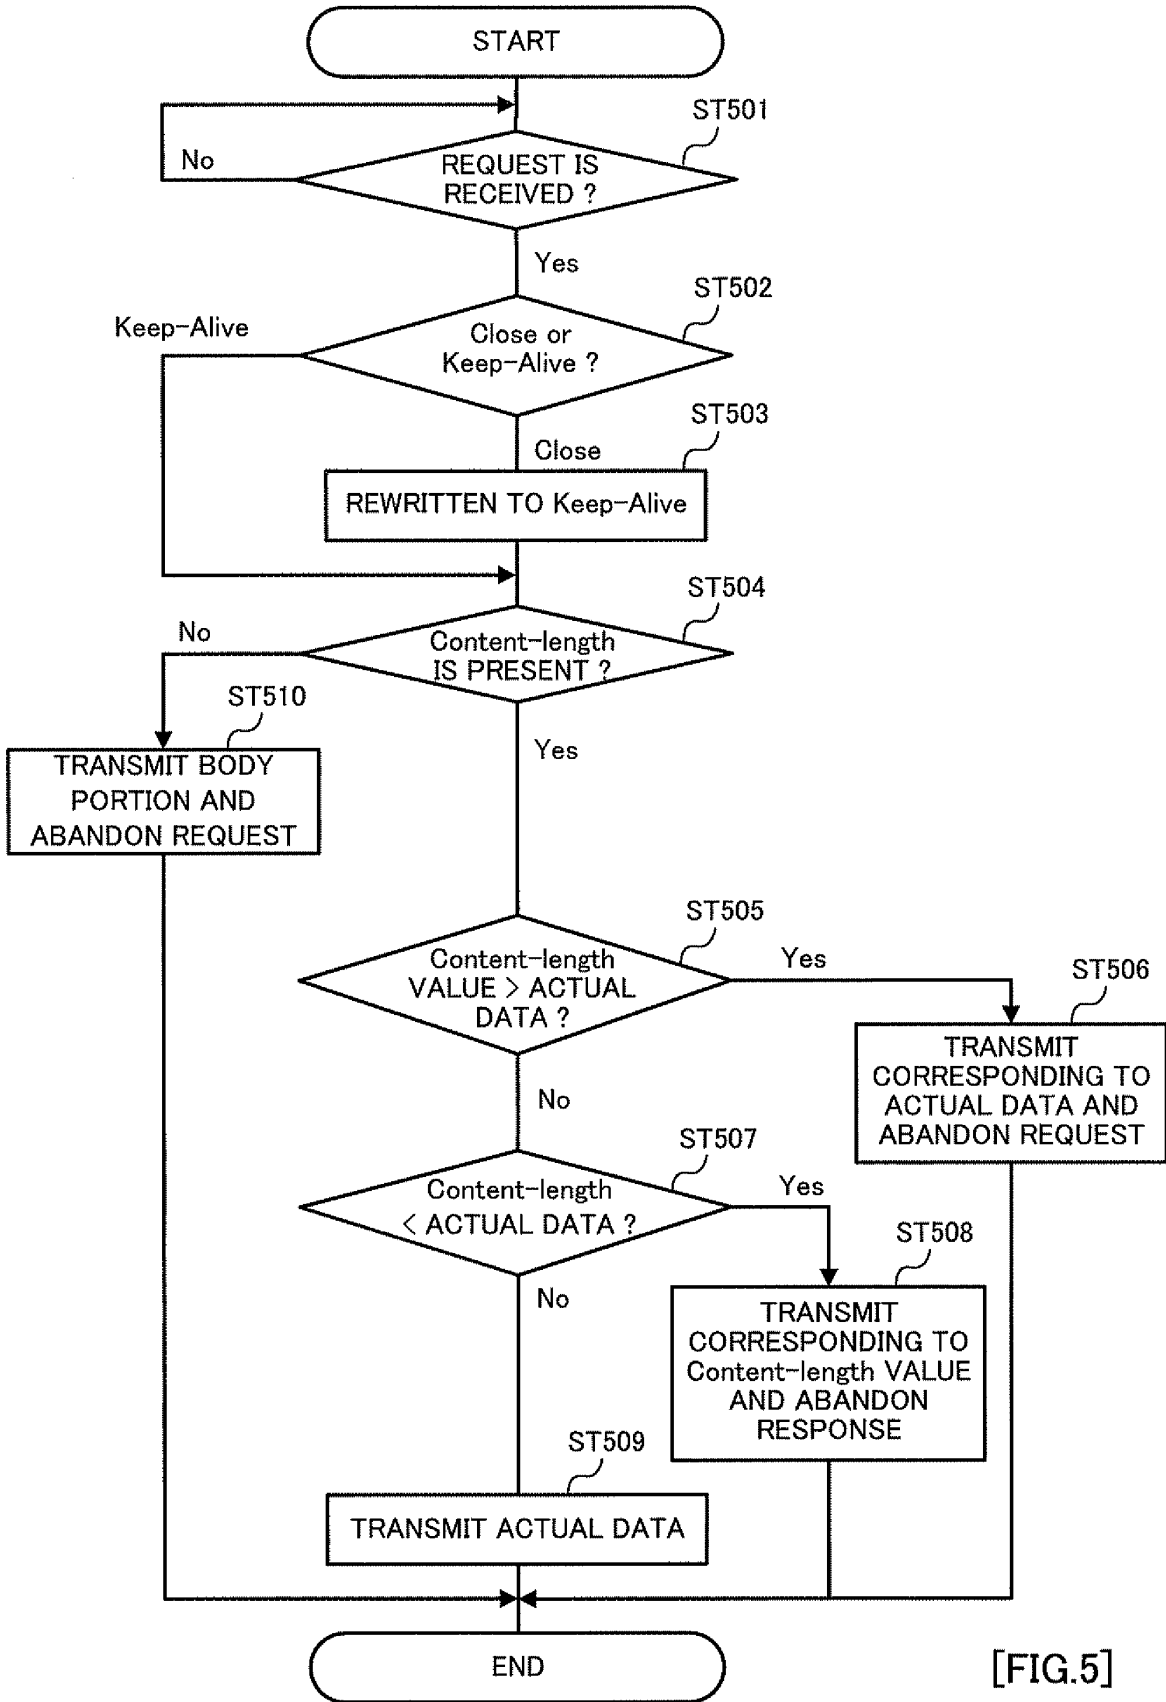 START
ST501
No
REQUEST IS
RECEIVED ?
Yes
ST502
Keep-Alive
Close or
Keep-Alive ?
ST503
Close
REWRITTEN TO Keep-Alive
ST504
No
Content-length
IS PRESENT ?
ST510
Yes
TRANSMIT BODY
PORTION AND
ABANDON REQUEST
ST505
Content-length
VALUE > ACTUAL
DATA ?
Yes
ST506
TRANSMIT
CORRESPONDING TO
ACTUAL DATA AND
ABANDON REQUEST
No
ST507
Content-length
< ACTUAL DATA ?
Yes
ST508
No
TRANSMIT
CORRESPONDING TO
Content-length VALUE
AND ABANDON
RESPONSE
ST509
TRANSMIT ACTUAL DATA
END
[FIG.5]